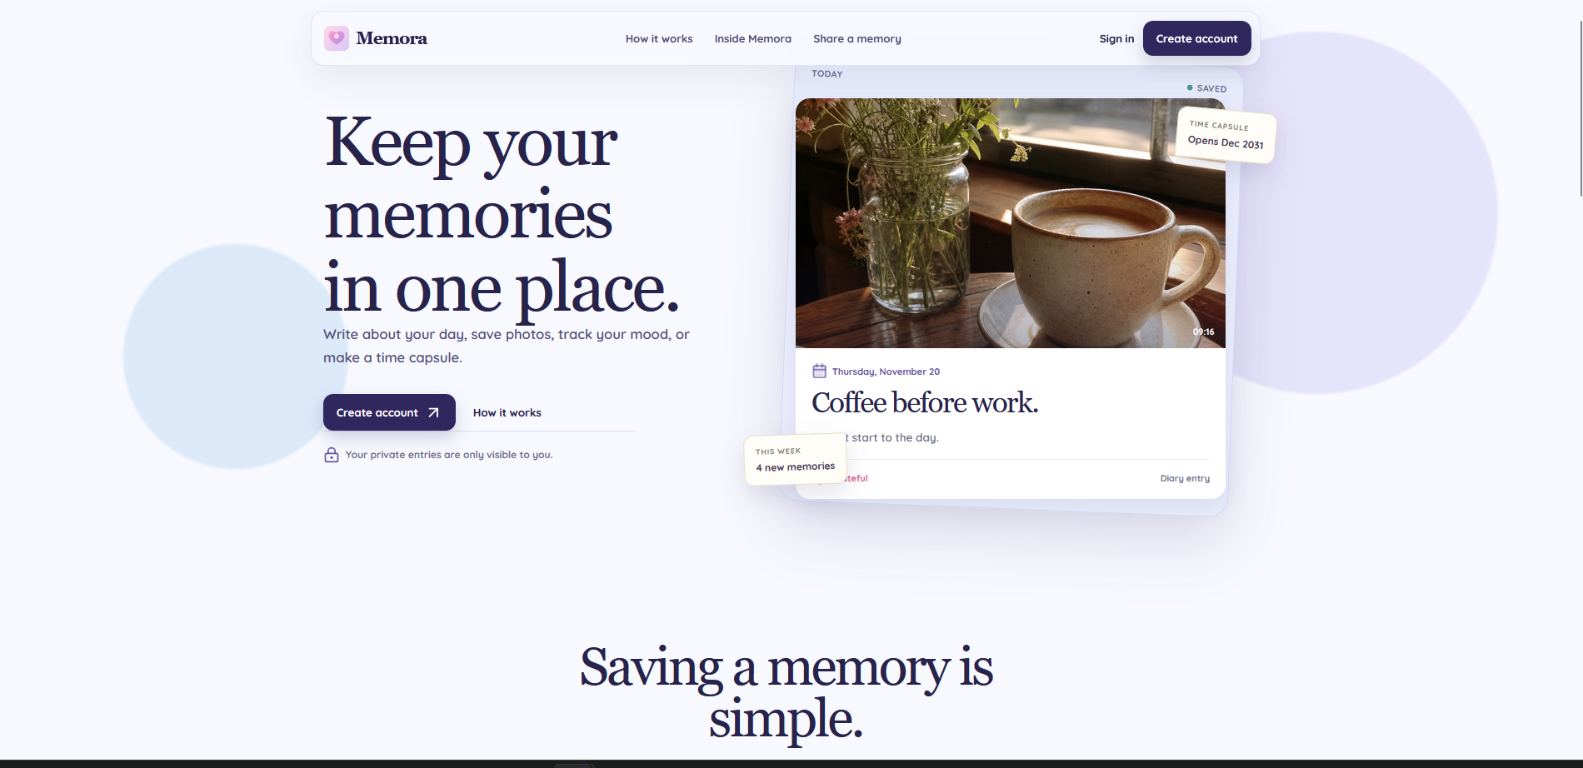 Memora
How it works
Inside Memora
Share a memory
Sign in
Create account
Keep your
memories
in one place.
Write about your day, save photos, track your mood, or
make a time capsule.
Create account
How it works
Your private entries are only visible to you.
TODAY
SAVED
TIME CAPSULE
Opens Dec 2031
09:16
Thursday, November 20
Coffee before work.
start to the day.
THIS WEEK
4 new memories
Diary entry
Saving a memory is
simple.